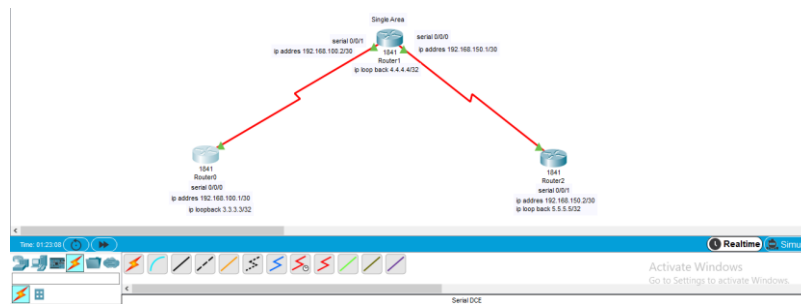 Single Area
serial 0/0/1
serial 0/0/0
ip addres 192.168.100.2/30
ip addres 192.168.150.1/30
1841
Router1
ip loop back 4.4.4.4/32
1841
Router0
serial 0/0/0
ip addres 192.168.100.1/30
ip loopback 3.3.3.3/32
1841
Router2
serial 0/0/1
ip addres 192.168.150.2/30
ip loop back 5.5.5.5/32
Time: 01:23:08
Realtime
Simu
Activate Windows
Go to Settings to activate Windows.
Serial DCE